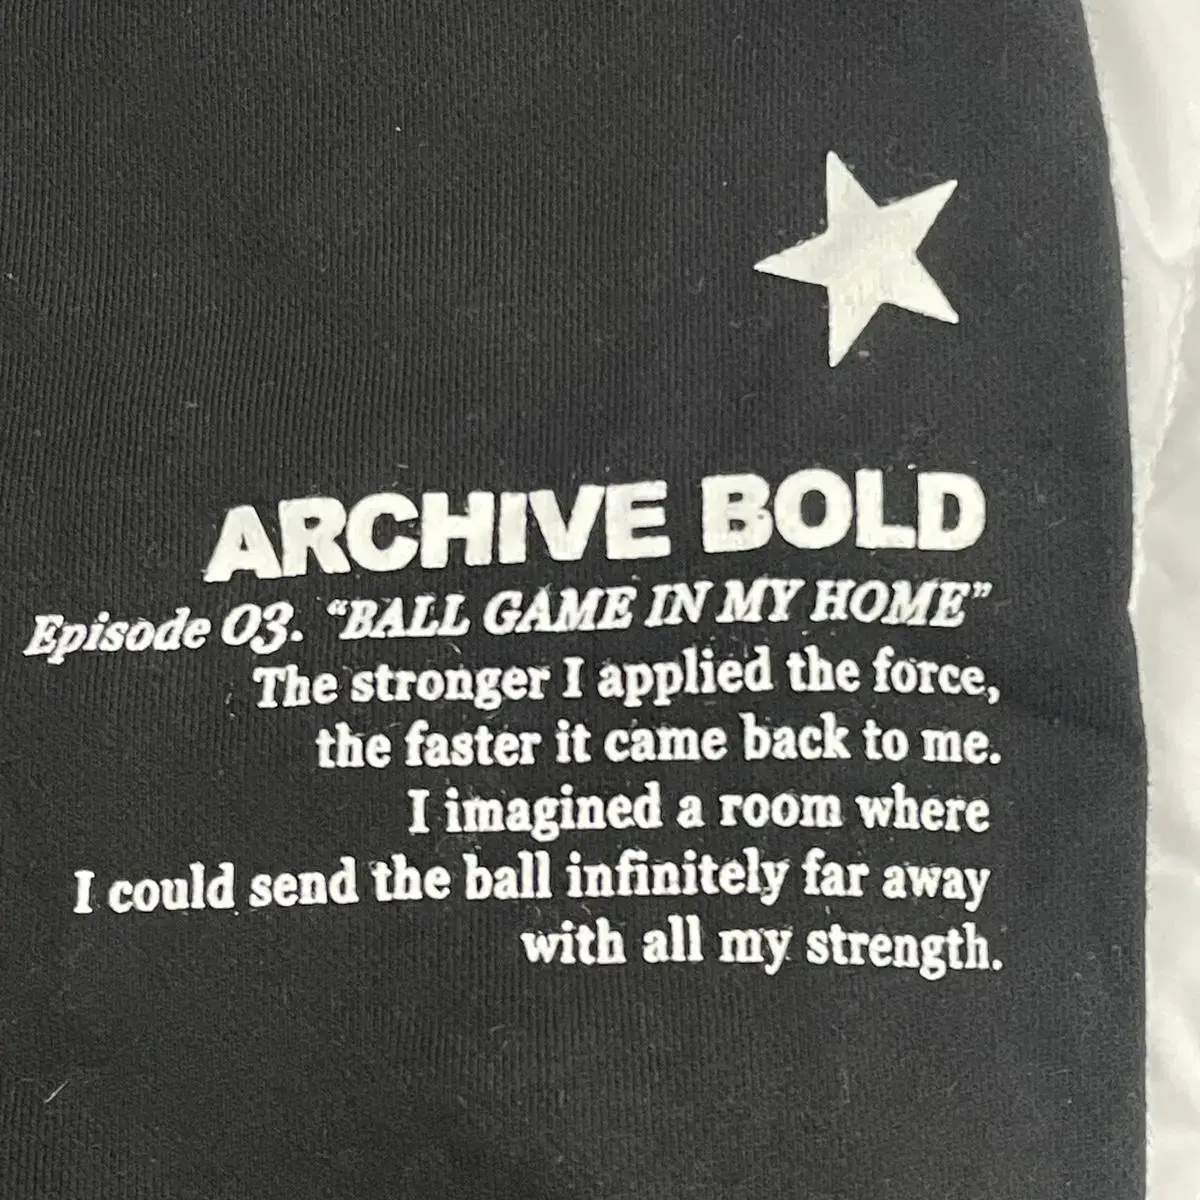 ARCHIVE BOLD
Episode 03. “BALL GAME IN MY HOME”
The stronger I applied the force,
the faster it came back to me.
I imagined a room where
I could send the ball infinitely far away
with all my strength.